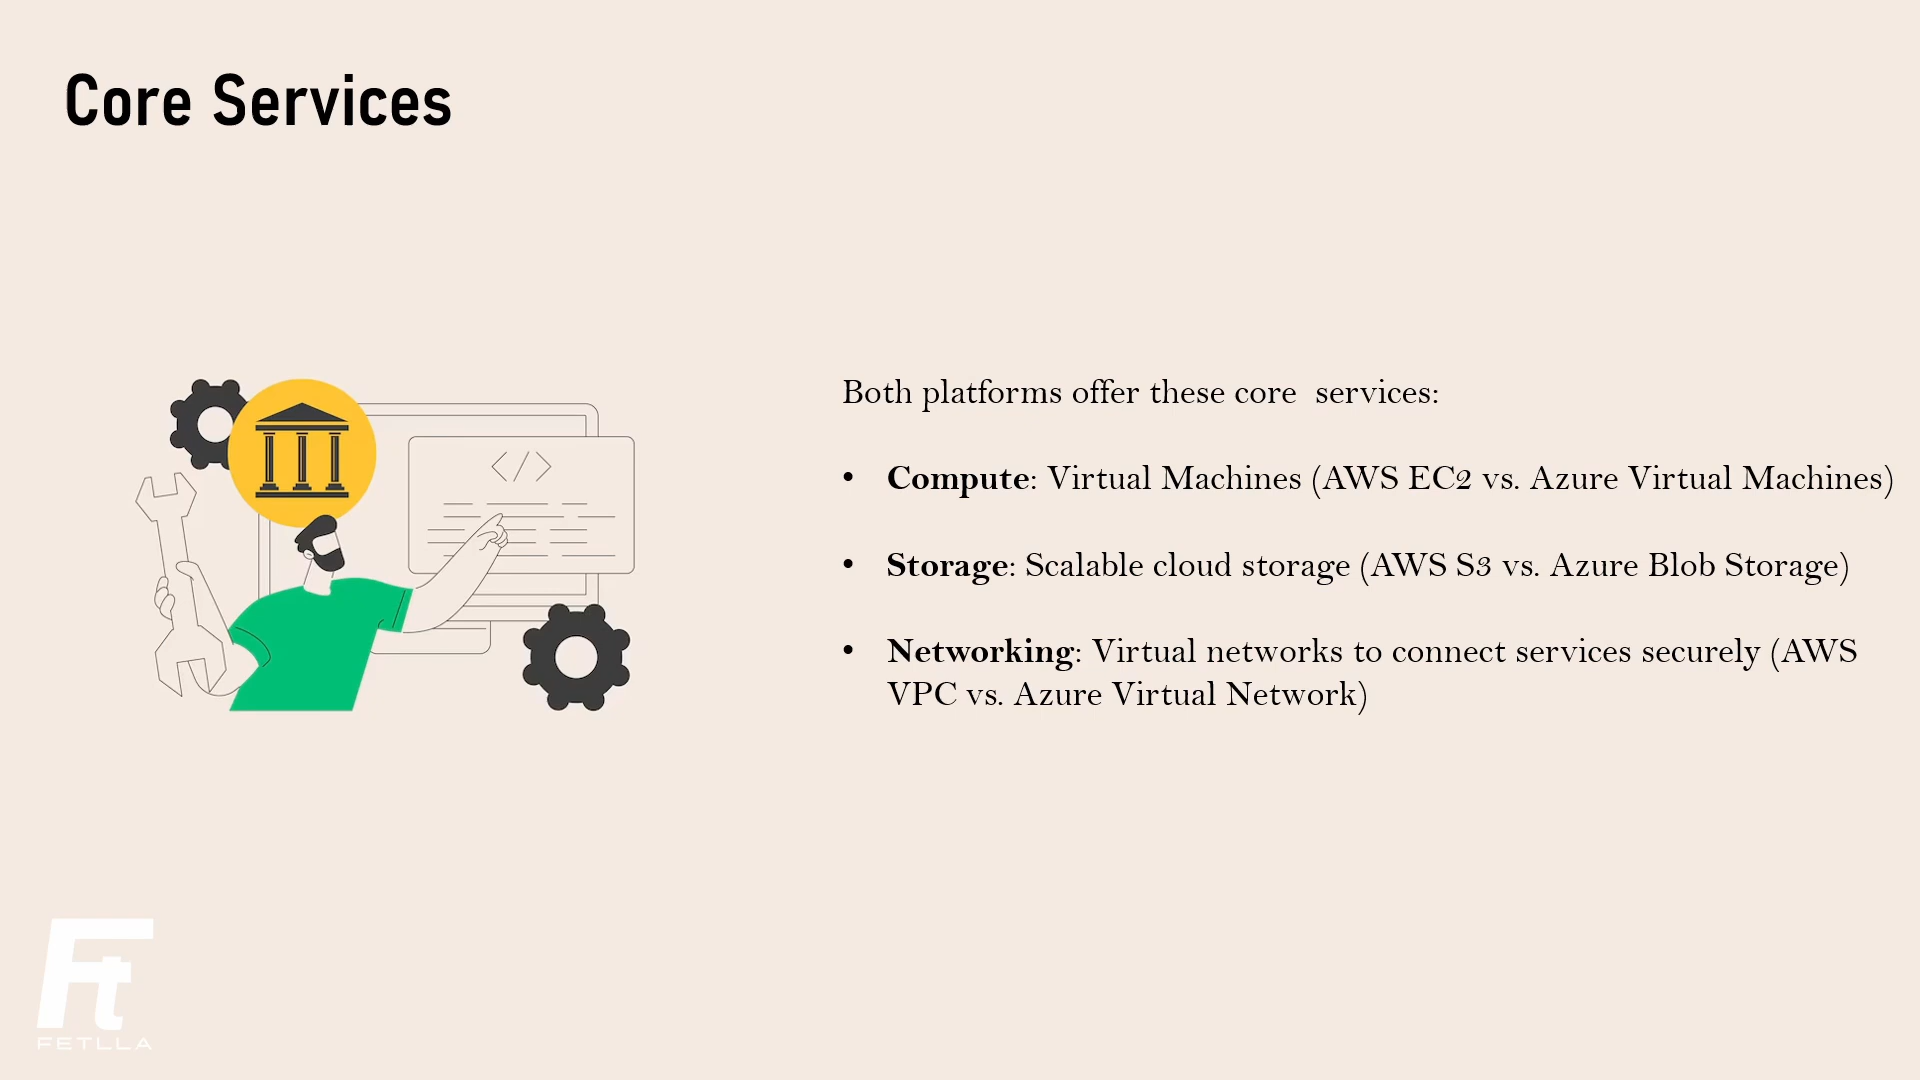 Core Services
Both platforms offer these core  services:
• Compute: Virtual Machines (AWS EC2 vs. Azure Virtual Machines)
• Storage: Scalable cloud storage (AWS S3 vs. Azure Blob Storage)
• Networking: Virtual networks to connect services securely (AWS
VPC vs. Azure Virtual Network)
</>
Ft
FETLLA